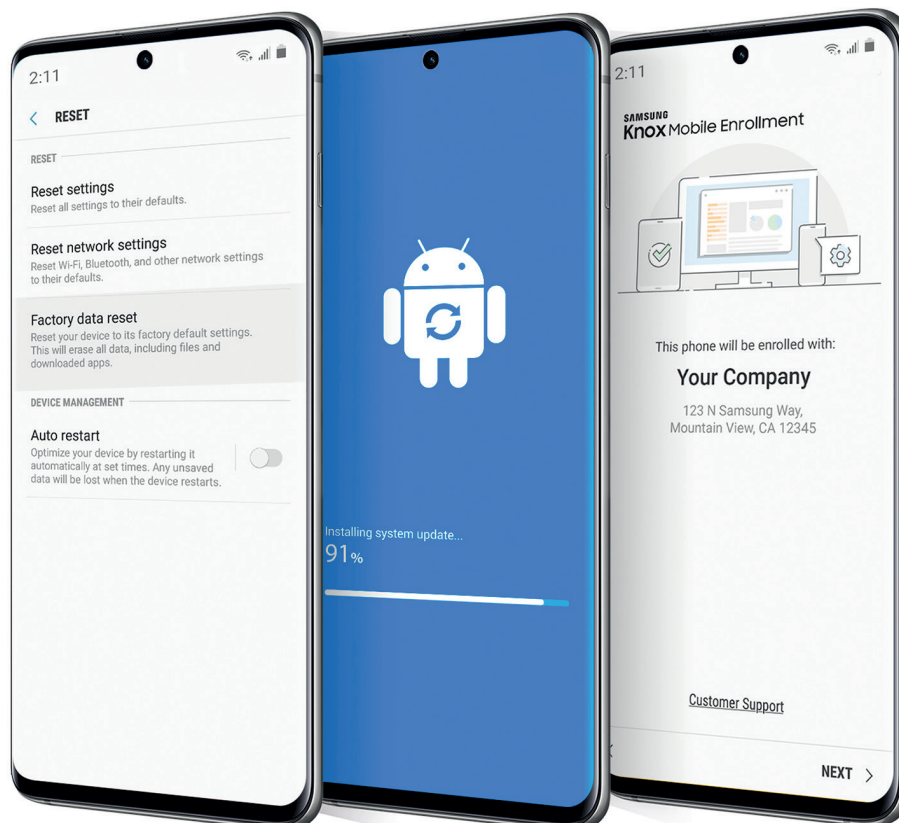 2:11
RESET
RESET
Reset settings
Reset all settings to their defaults.
Reset network settings
Reset Wi-Fi, Bluetooth, and other network settings
to their defaults.
Factory data reset
Reset your device to its factory default settings.
This will erase all data, including files and
downloaded apps.
DEVICE MANAGEMENT
Auto restart
Optimize your device by restarting it
automatically at set times. Any unsaved
data will be lost when the device restarts.
Installing system update...
91%
2:11
SAMSUNG
Knox Mobile Enrollment
This phone will be enrolled with:
Your Company
123 N Samsung Way,
Mountain View, CA 12345
Customer Support
NEXT